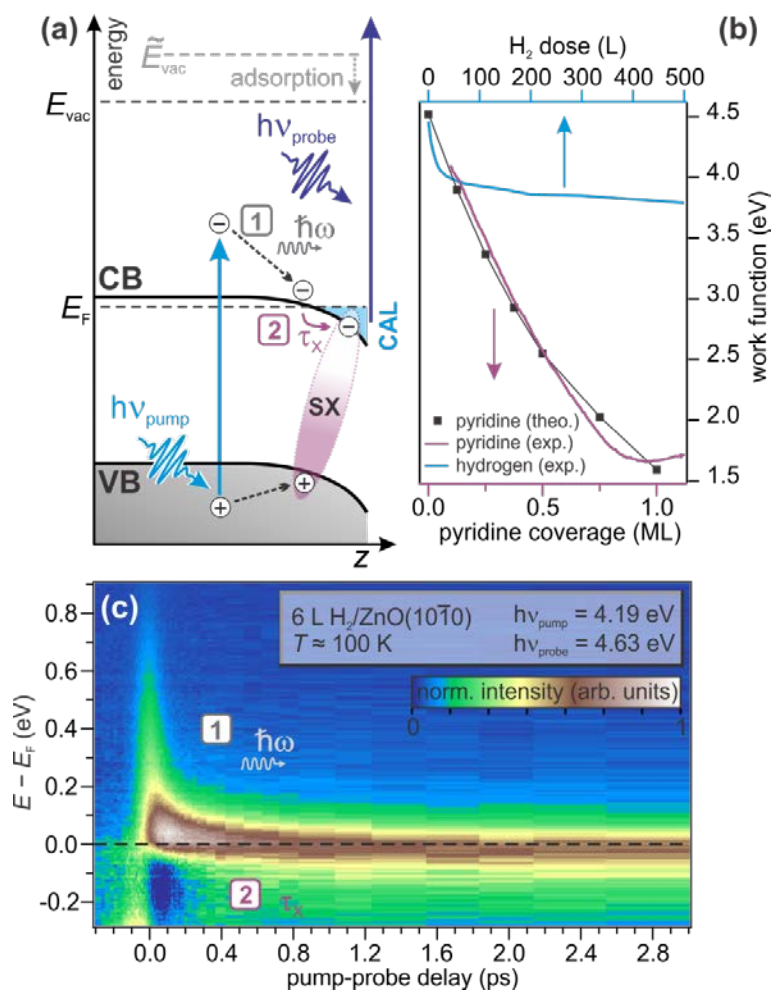 (a)
energy
Ẽvac
adsorption
Evac
hνprobe
1
ħω
CB
EF
2
τx
CAL
SX
hνpump
VB
z
(b)
H2 dose (L)
0 100 200 300 400 500
4.5
4.0
3.5
3.0
2.5
2.0
1.5
work function (eV)
pyridine (theo.)
pyridine (exp.)
hydrogen (exp.)
0.0 0.5 1.0
pyridine coverage (ML)
(c)
6 L H2/ZnO(101̄0) hνpump = 4.19 eV
T ≈ 100 K hνprobe = 4.63 eV
norm. intensity (arb. units)
0 1
1
ħω
2
τx
0.8
0.6
0.4
0.2
0.0
-0.2
E − EF (eV)
0.0 0.4 0.8 1.2 1.6 2.0 2.4 2.8
pump-probe delay (ps)